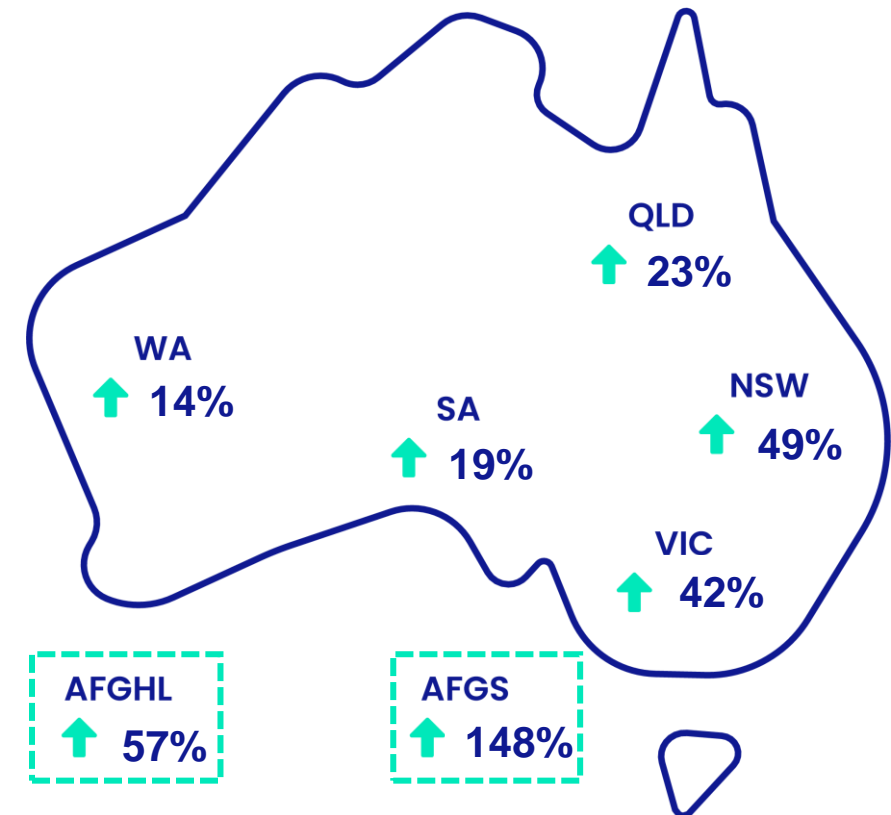 QLD
23%
WA
14%
SA
19%
NSW
49%
VIC
42%
AFGHL
57%
AFGS
148%